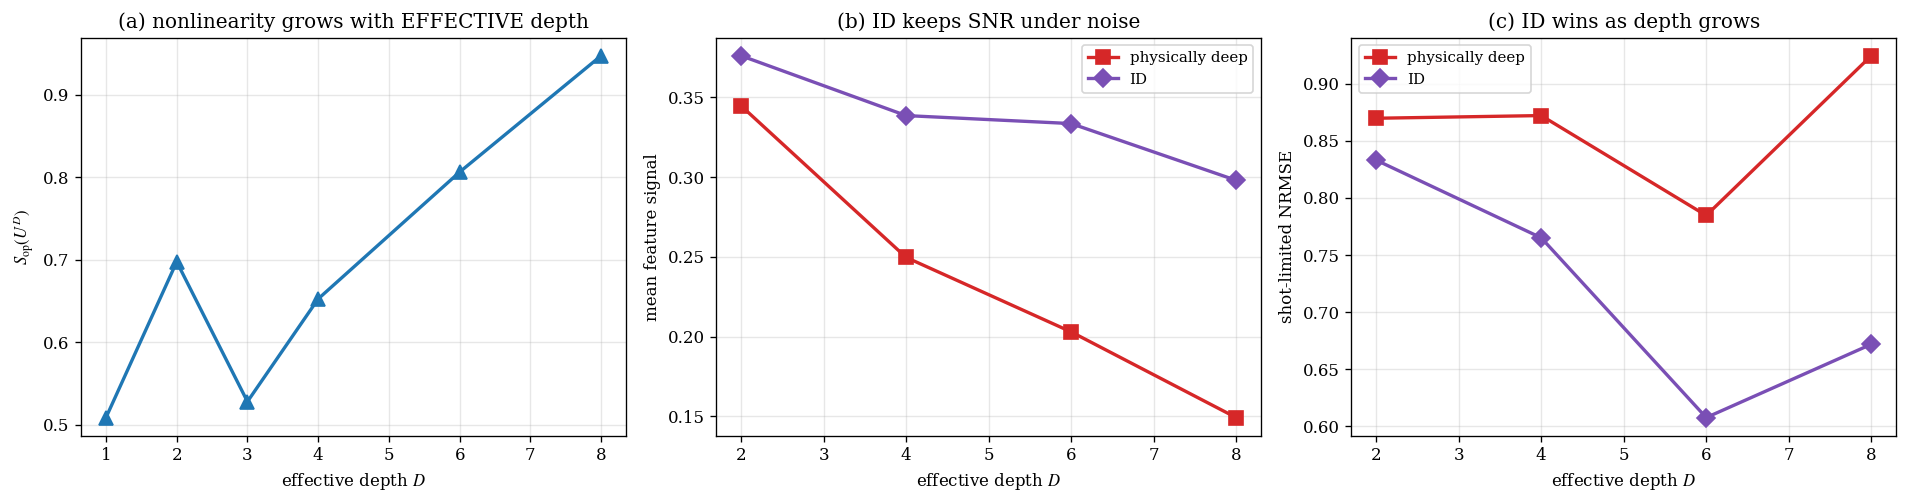 (a) nonlinearity grows with EFFECTIVE depth
S_op(U^D)
0.9
0.8
0.7
0.6
0.5
1 2 3 4 5 6 7 8
effective depth D
(b) ID keeps SNR under noise
physically deep
ID
mean feature signal
0.35
0.30
0.25
0.20
0.15
2 3 4 5 6 7 8
effective depth D
(c) ID wins as depth grows
physically deep
ID
shot-limited NRMSE
0.90
0.85
0.80
0.75
0.70
0.65
0.60
2 3 4 5 6 7 8
effective depth D